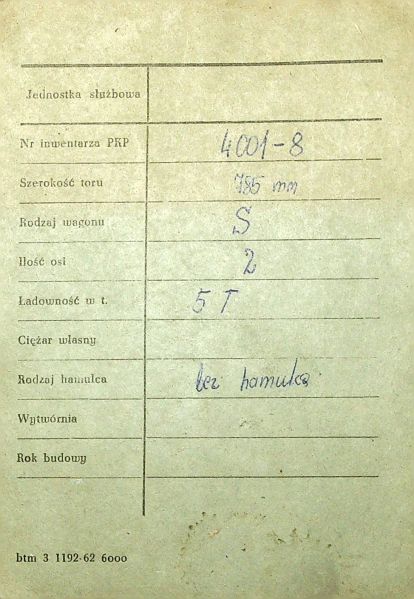 Jednostka służbowa
Nr inwentarza PKP 4001-8
Szerokość toru 785 mm
Rodzaj wagonu S
Ilość osi 2
Ładowność w t. 5 T
Ciężar własny
Rodzaj hamulca bez hamulca
Wytwórnia
Rok budowy
btm 3 1192-62 6000